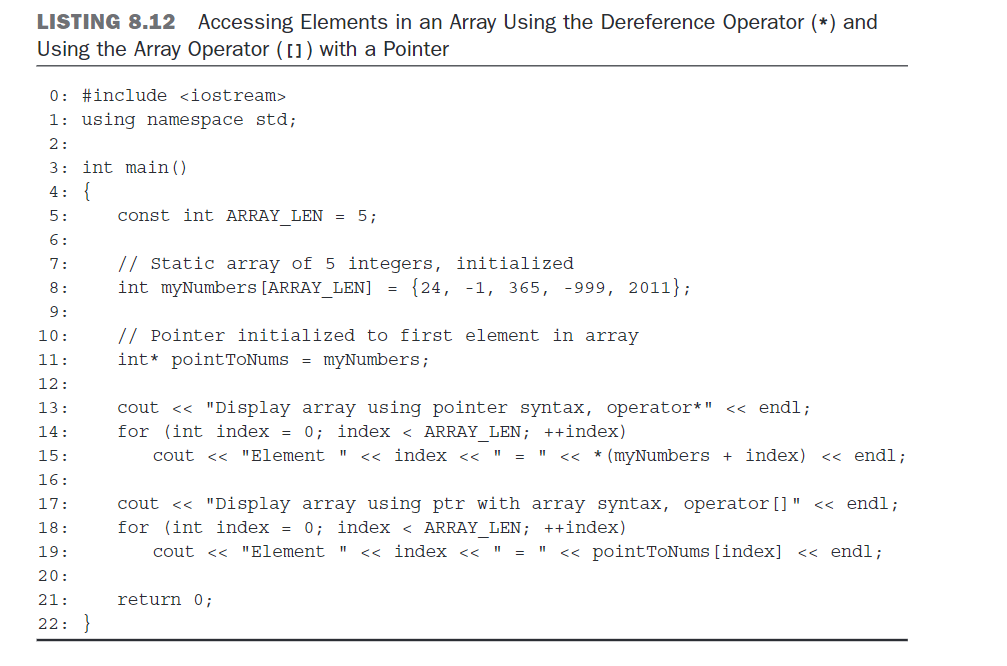 LISTING 8.12 Accessing Elements in an Array Using the Dereference Operator (*) and
Using the Array Operator ([]) with a Pointer
0: #include <iostream>
1: using namespace std;
2:
3: int main()
4: {
5: const int ARRAY_LEN = 5;
6:
7: // Static array of 5 integers, initialized
8: int myNumbers[ARRAY_LEN] = {24, -1, 365, -999, 2011};
9:
10: // Pointer initialized to first element in array
11: int* pointToNums = myNumbers;
12:
13: cout << "Display array using pointer syntax, operator*" << endl;
14: for (int index = 0; index < ARRAY_LEN; ++index)
15: cout << "Element " << index << " = " << *(myNumbers + index) << endl;
16:
17: cout << "Display array using ptr with array syntax, operator[]" << endl;
18: for (int index = 0; index < ARRAY_LEN; ++index)
19: cout << "Element " << index << " = " << pointToNums[index] << endl;
20:
21: return 0;
22: }